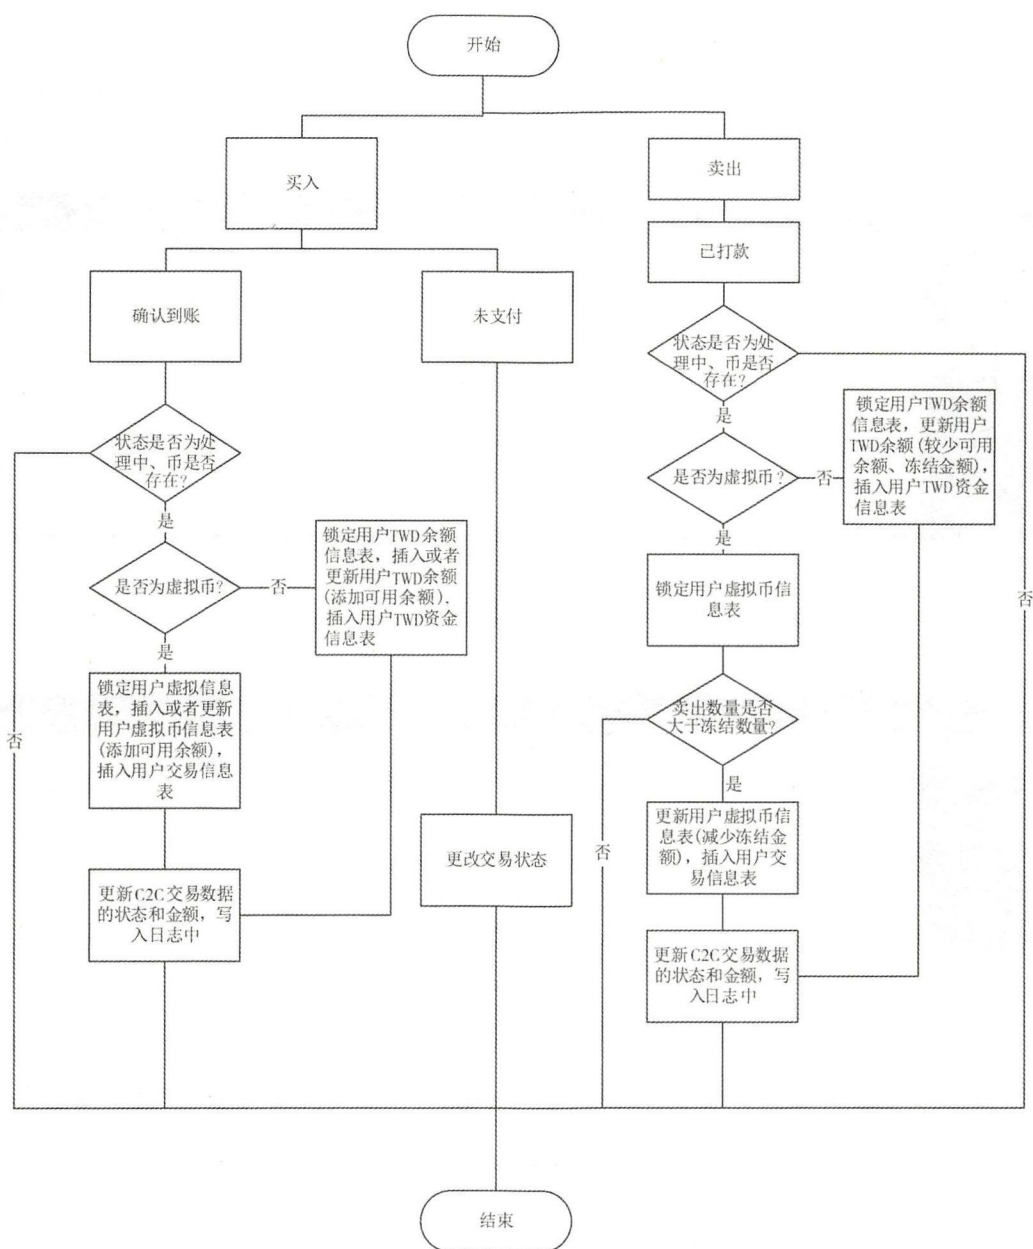 开始
买入
确认到账
未支付
状态是否为处
理中、币是否
存在?
是
是否为虚拟币?
否
锁定用户TWD余额
信息表，插入或者
更新用户TWD余额
(添加可用余额),
插入用户TWD资金
信息表
是
锁定用户虚拟信息
表，插入或者更新
用户虚拟币信息表
(添加可用余额)，
插入用户交易信息
表
否
更新C2C交易数据
的状态和金额，写
入日志中
更改交易状态
卖出
已打款
状态是否为处
理中、币是否
存在?
是
是否为虚拟币?
否
锁定用户TWD余额
信息表，更新用户
TWD余额(较少可用
余额、冻结金额)，
插入用户TWD资金
信息表
是
锁定用户虚拟币信
息表
否
卖出数量是否
大于冻结数量?
是
否
更新用户虚拟币信
息表(减少冻结金
额)，插入用户交
易信息表
更新C2C交易数据
的状态和金额，写
入日志中
结束